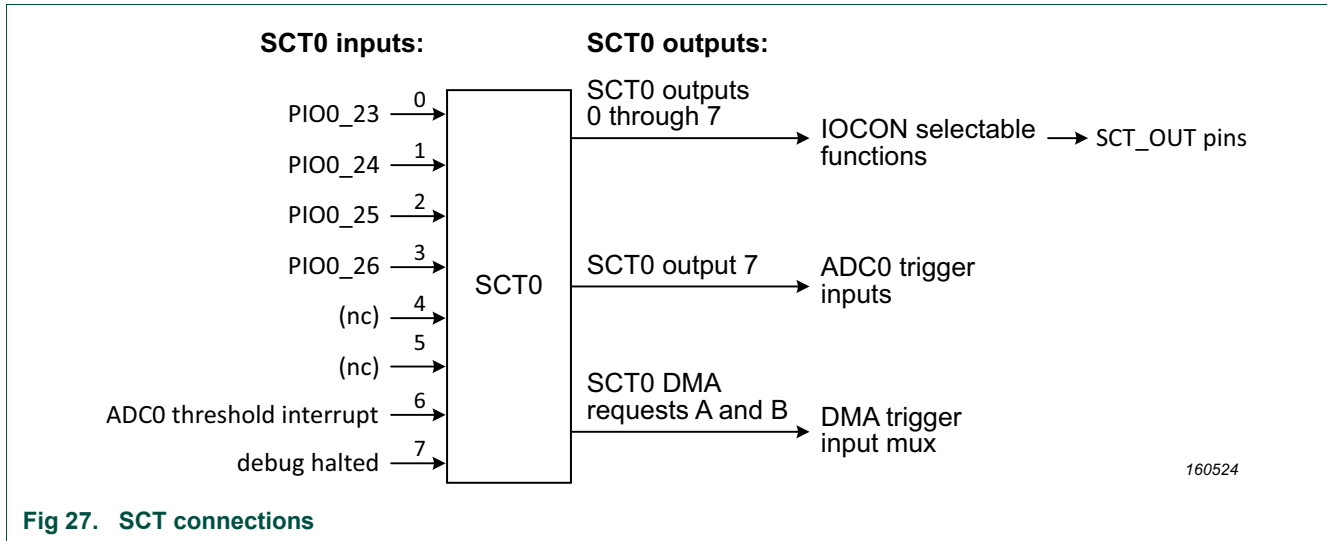 SCT0 inputs:
SCT0 outputs:
PIO0_23
0
PIO0_24
1
PIO0_25
2
PIO0_26
3
(nc)
4
(nc)
5
ADC0 threshold interrupt
6
debug halted
7
SCT0
SCT0 outputs
0 through 7
IOCON selectable
functions
SCT_OUT pins
SCT0 output 7
ADC0 trigger
inputs
SCT0 DMA
requests A and B
DMA trigger
input mux
160524
Fig 27. SCT connections